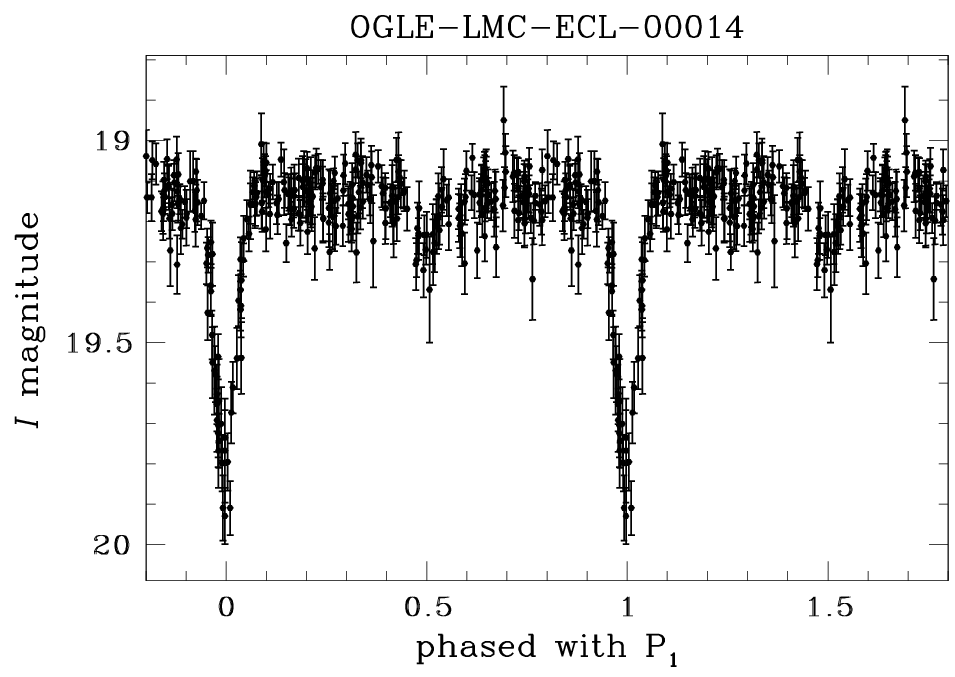 OGLE−LMC−ECL−00014
I magnitude
19
19.5
20
0 0.5 1 1.5
phased with P₁